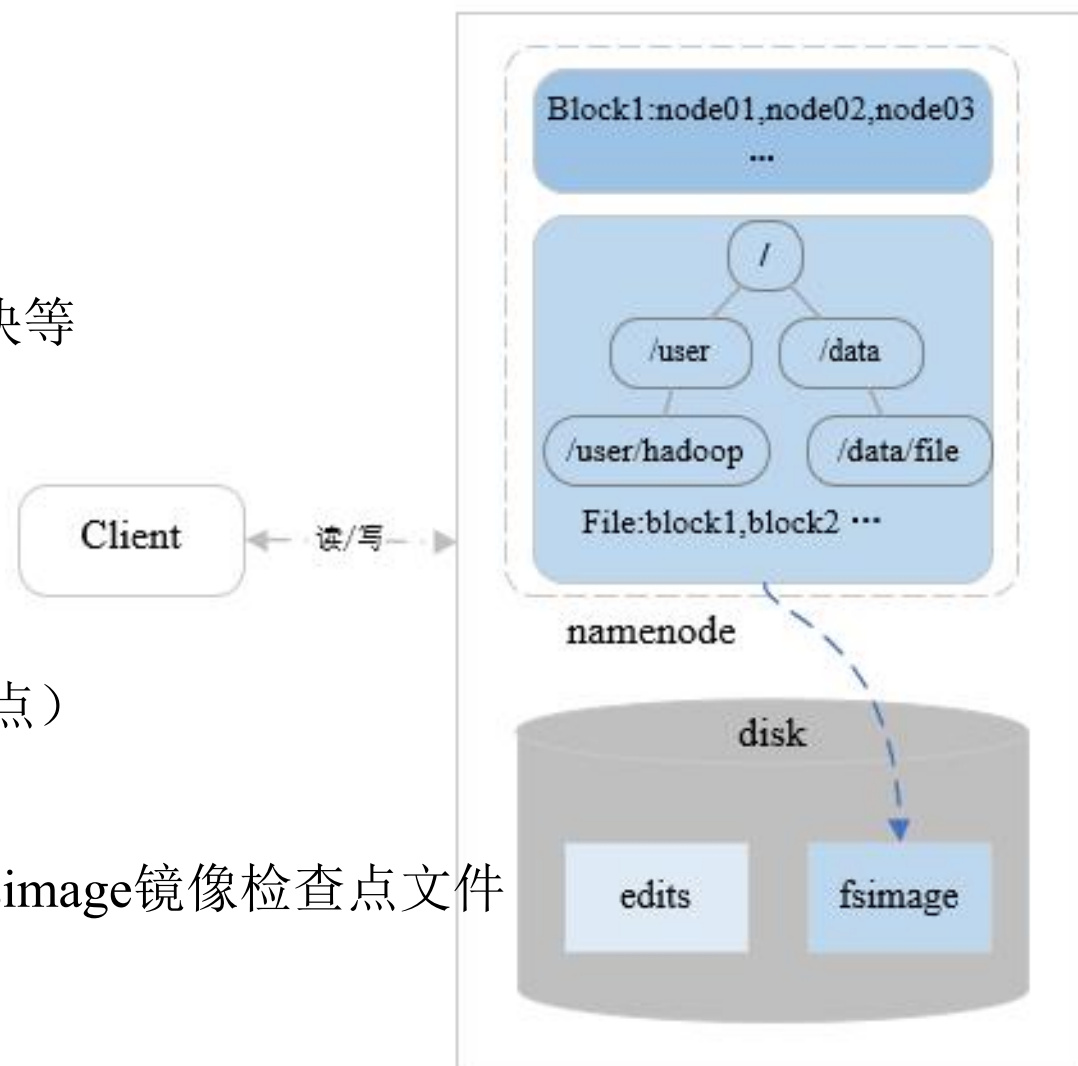 Block1:node01,node02,node03
...
/
块等
/user
/data
/user/hadoop
/data/file
File:block1,block2 ···
Client
读/写
namenode
点）
disk
image镜像检查点文件
edits
fsimage